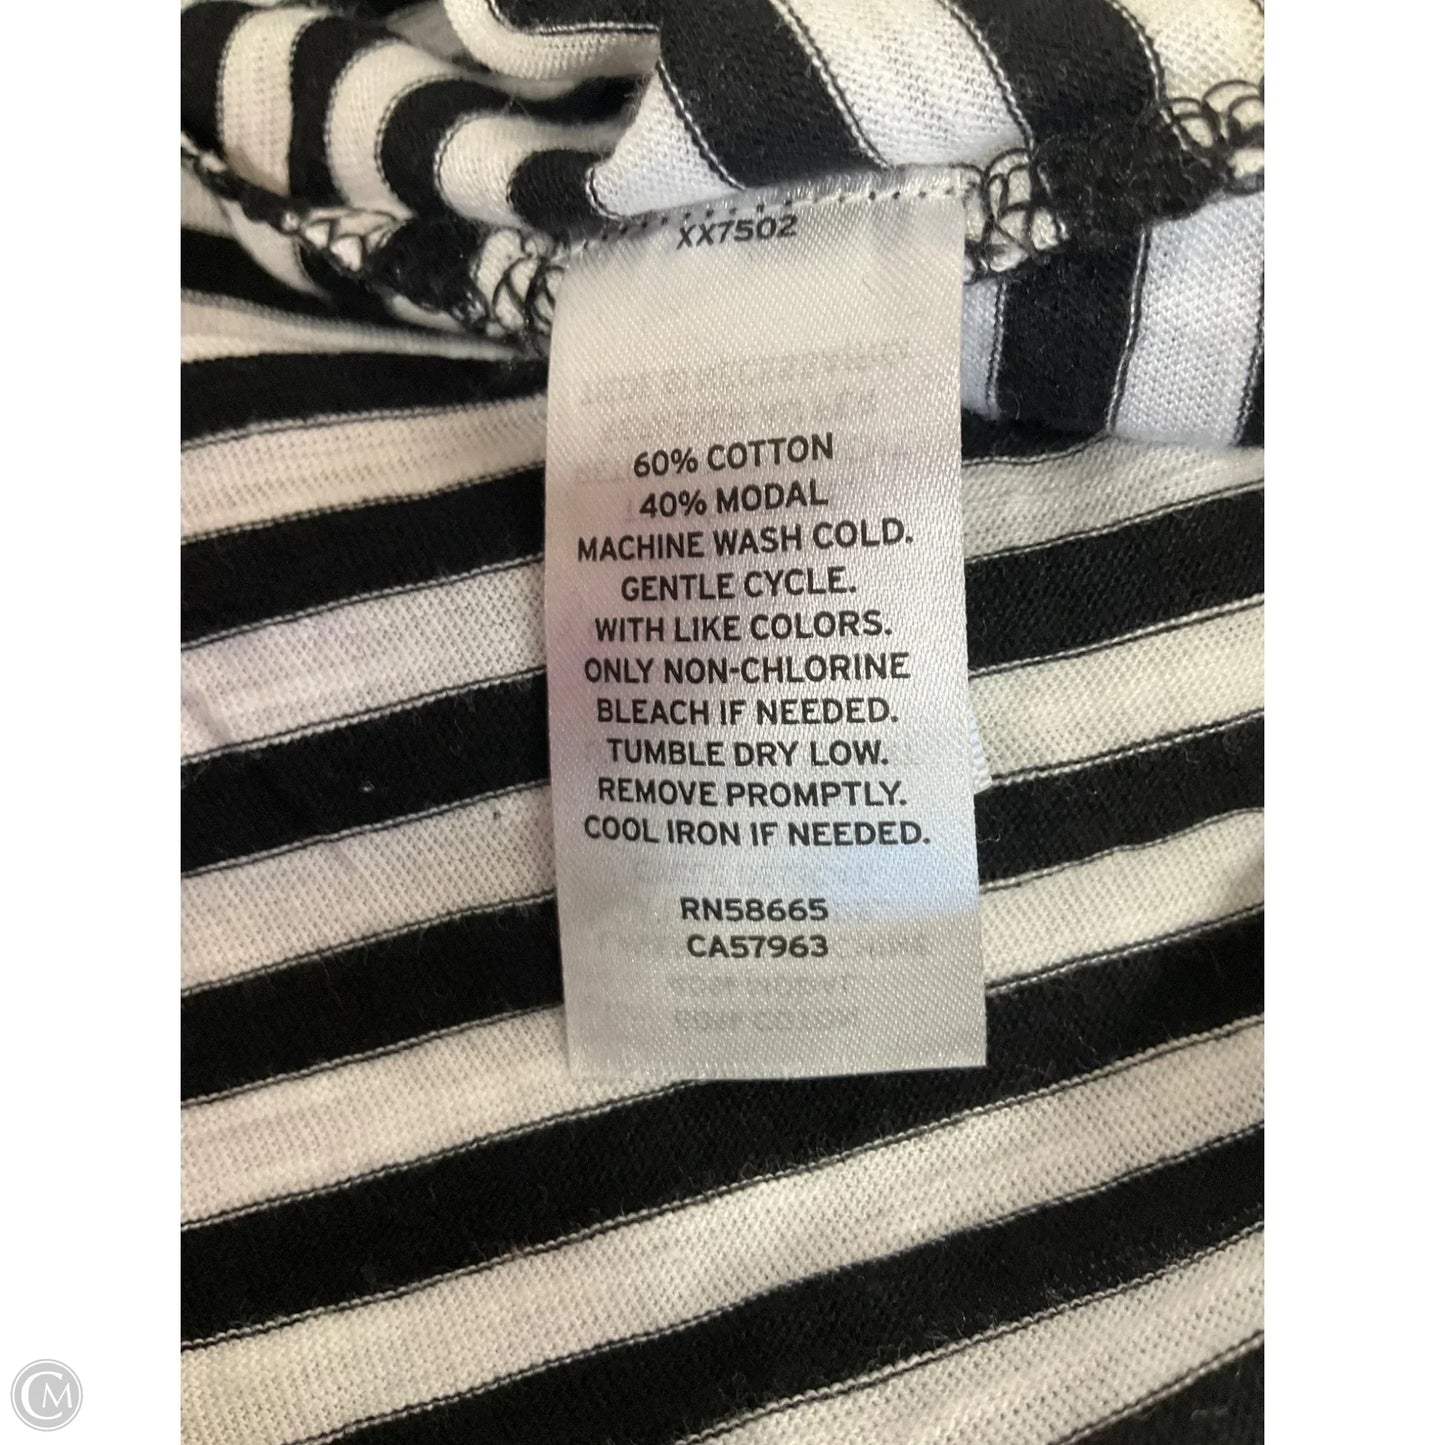 XX7502
60% COTTON
40% MODAL
MACHINE WASH COLD.
GENTLE CYCLE.
WITH LIKE COLORS.
ONLY NON-CHLORINE
BLEACH IF NEEDED.
TUMBLE DRY LOW.
REMOVE PROMPTLY.
COOL IRON IF NEEDED.
RN58665
CA57963
CM